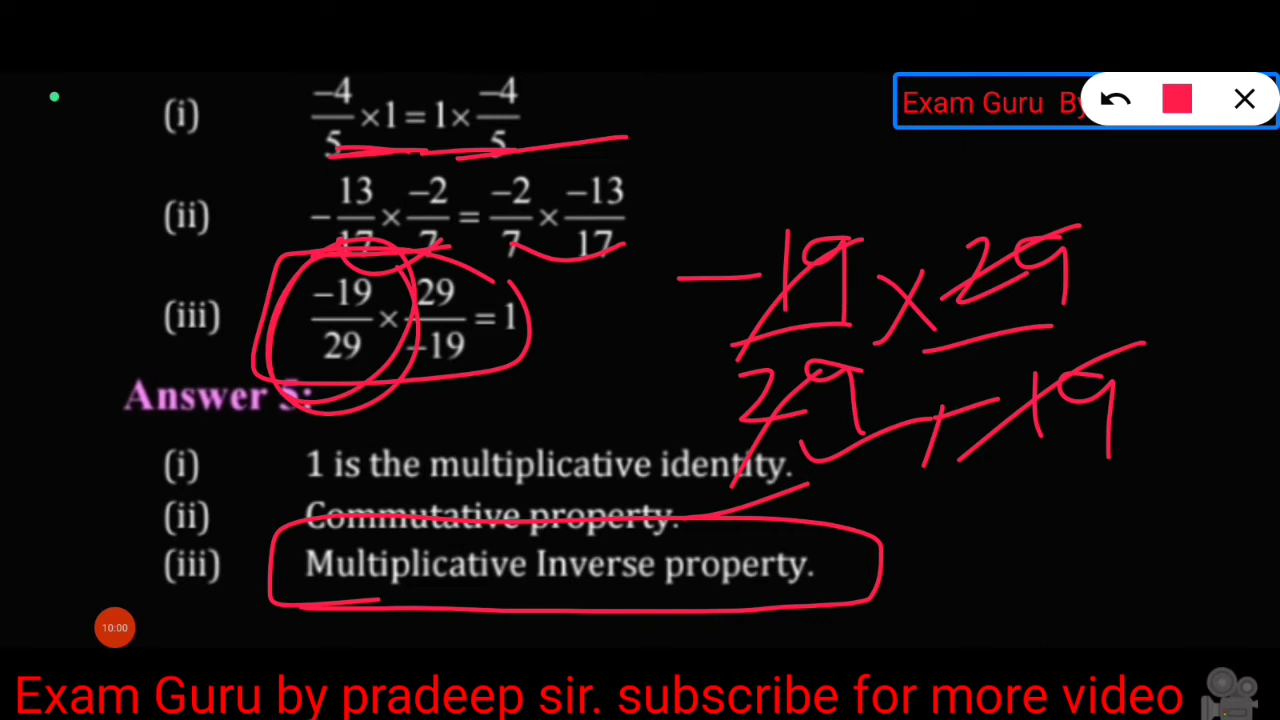 Exam Guru By
(i) −4/5 × 1 = 1 × −4/5
(ii) − 13/17 × −2/7 = −2/7 × −13/17
(iii) −19/29 × 29/−19 = 1
−19/29 × 29/−19
Answer 5:
(i) 1 is the multiplicative identity.
(ii) Commutative property.
(iii) Multiplicative Inverse property.
10:00
Exam Guru by pradeep sir. subscribe for more video